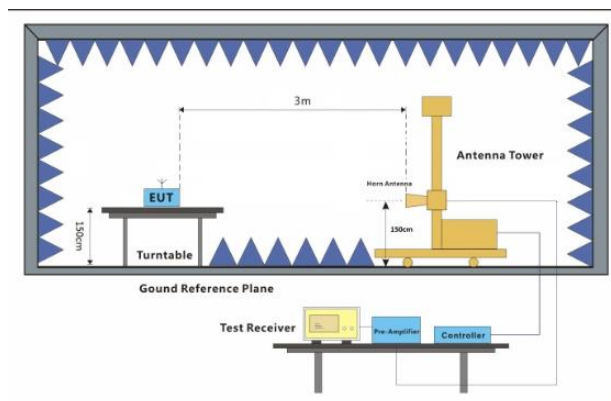 3m
Antenna Tower
Horn Antenna
EUT
150cm
150cm
Turntable
Gound Reference Plane
Test Receiver
Pre-Amplifier
Controller